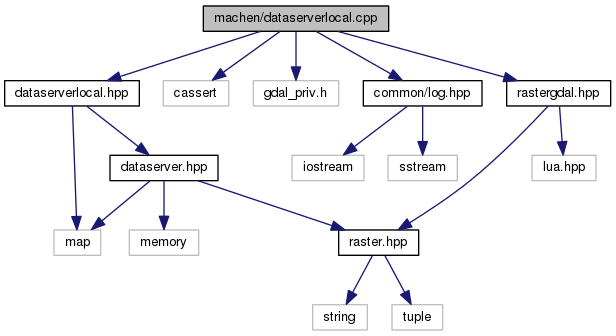 machen/dataserverlocal.cpp
dataserverlocal.hpp
cassert
gdal_priv.h
common/log.hpp
rastergdal.hpp
dataserver.hpp
iostream
sstream
lua.hpp
map
memory
raster.hpp
string
tuple